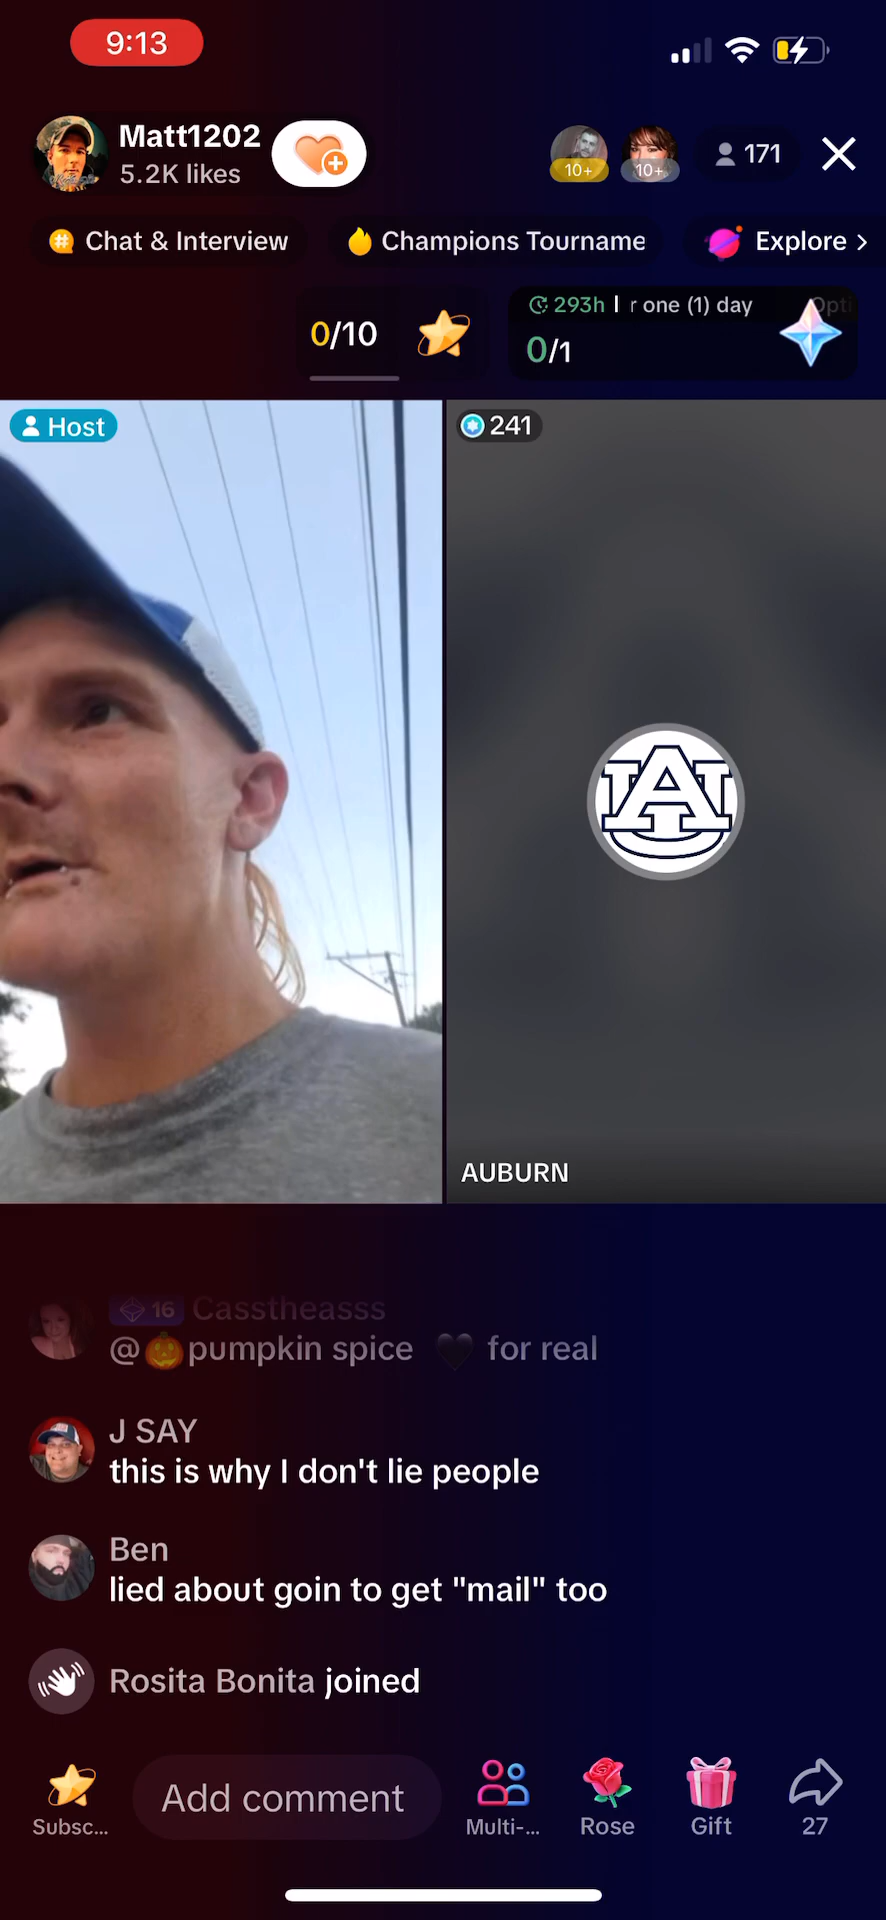 9:13
Matt1202
5.2K likes
10+
10+
171
Chat & Interview
Champions Tourname
Explore >
0/10
293h
r one (1) day
Opti
0/1
Host
241
AU
AUBURN
16 Casstheasss
@🎃pumpkin spice 🖤 for real
J SAY
this is why I don't lie people
Ben
lied about goin to get "mail" too
Rosita Bonita joined
Subsc...
Add comment
Multi-...
Rose
Gift
27